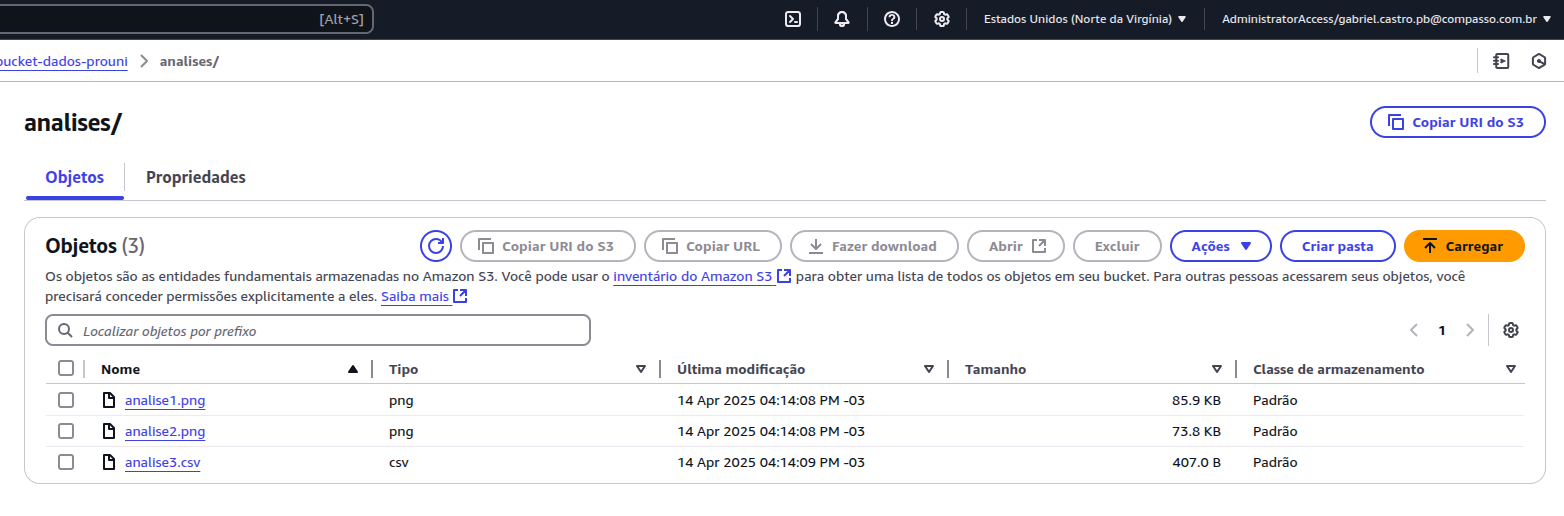 [Alt+S] Estados Unidos (Norte da Virgínia) AdministratorAccess/gabriel.castro.pb@compasso.com.br
bucket-dados-prouni analises/
analises/ Copiar URI do S3
Objetos Propriedades
Objetos (3) Copiar URI do S3 Copiar URL Fazer download Abrir Excluir Ações Criar pasta Carregar
Os objetos são as entidades fundamentais armazenadas no Amazon S3. Você pode usar o inventário do Amazon S3 para obter uma lista de todos os objetos em seu bucket. Para outras pessoas acessarem seus objetos, você
precisará conceder permissões explicitamente a eles. Saiba mais
Localizar objetos por prefixo 1
Nome Tipo Última modificação Tamanho Classe de armazenamento
analise1.png png 14 Apr 2025 04:14:08 PM -03 85.9 KB Padrão
analise2.png png 14 Apr 2025 04:14:08 PM -03 73.8 KB Padrão
analise3.csv csv 14 Apr 2025 04:14:09 PM -03 407.0 B Padrão